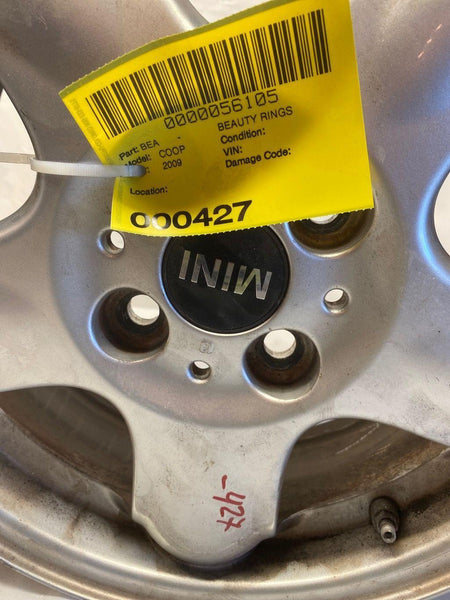 0000056105
Part: BEA - BEAUTY RINGS
Model: COOP Condition:
2009 VIN:
Damage Code:
Location:
000427
MINI
-427